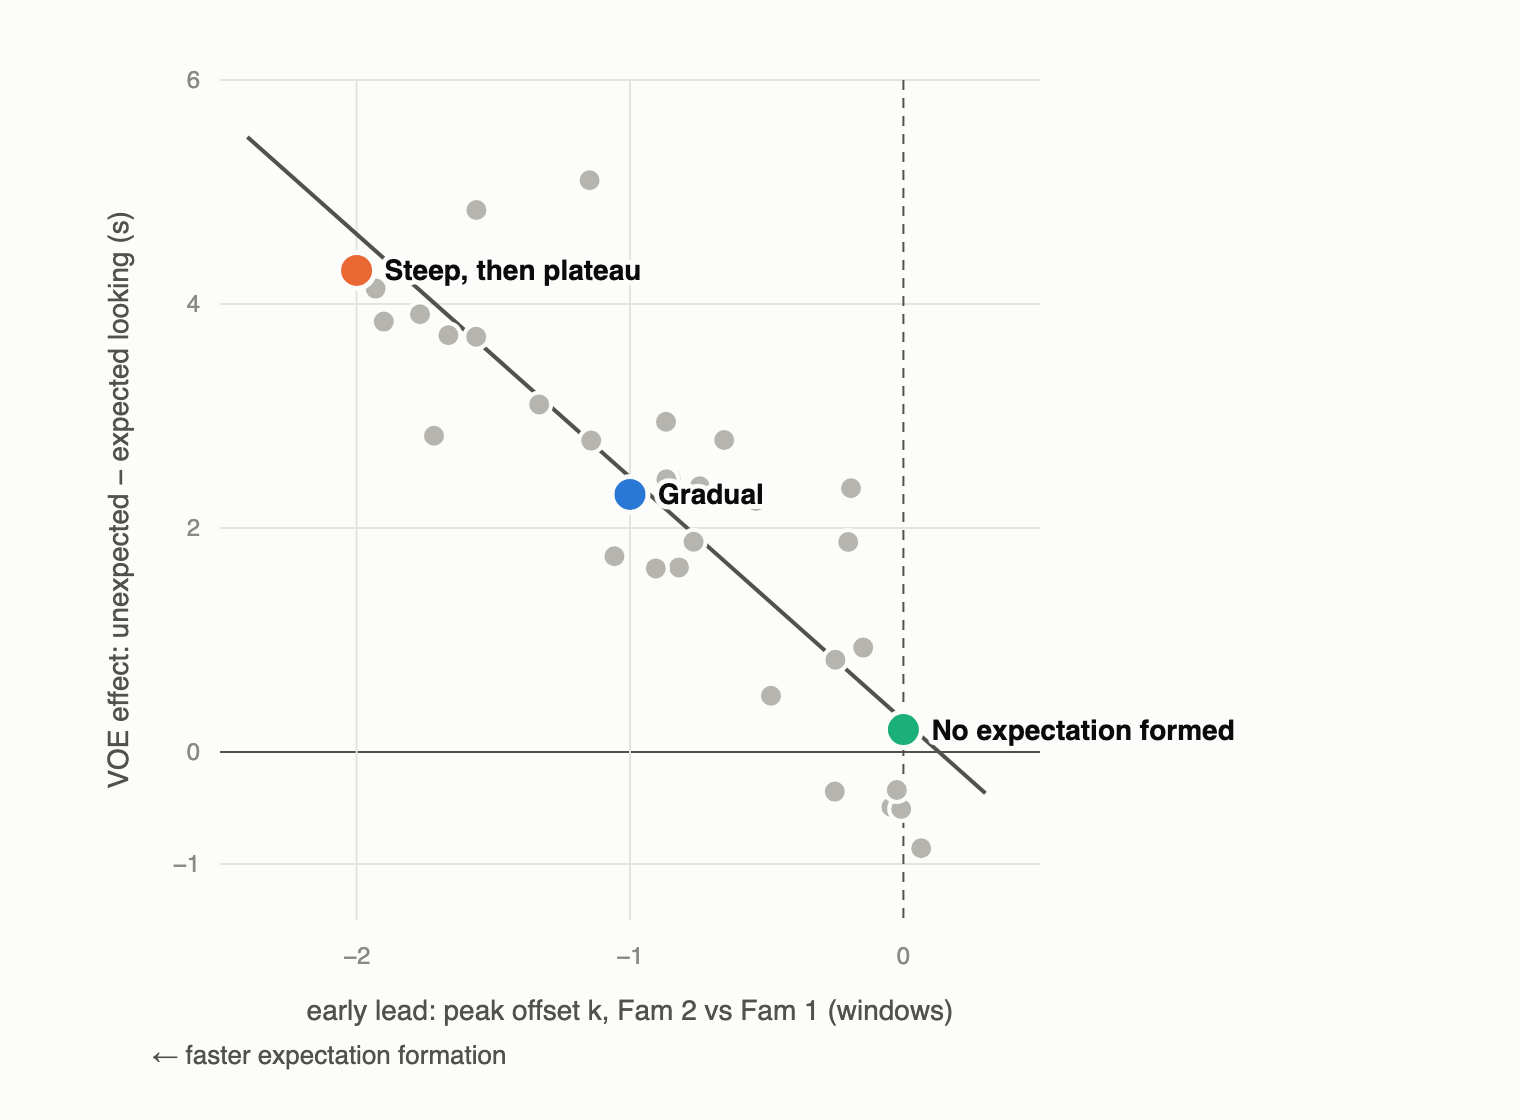 6
4
2
0
−1
VOE effect: unexpected – expected looking (s)
Steep, then plateau
Gradual
No expectation formed
−2
−1
0
early lead: peak offset k, Fam 2 vs Fam 1 (windows)
← faster expectation formation